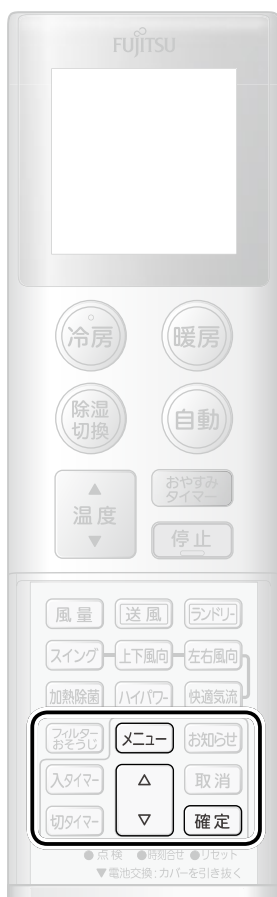 FUJITSU
冷房 暖房
除湿
切換
自動
おやすみ
タイマー
▲
温度
▼
停止
風量 送風 ランドリー
スイング 上下風向 左右風向
加熱除菌 ハイパワー 快適気流
フィルター
おそうじ
メニュー お知らせ
入タイマー △ 取消
切タイマー ▽ 確定
●点検 ●時刻合せ ●リセット
▼電池交換:カバーを引き抜く